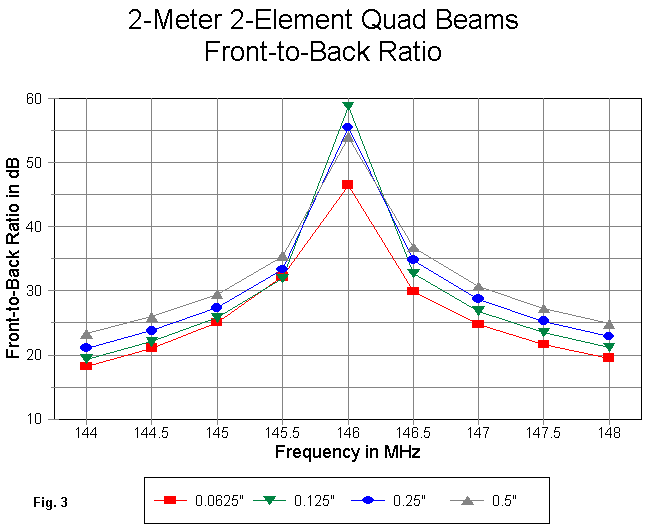 2-Meter 2-Element Quad Beams
Front-to-Back Ratio
Front-to-Back Ratio in dB
60
50
40
30
20
10
144 144.5 145 145.5 146 146.5 147 147.5 148
Frequency in MHz
Fig. 3
0.0625" 0.125" 0.25" 0.5"